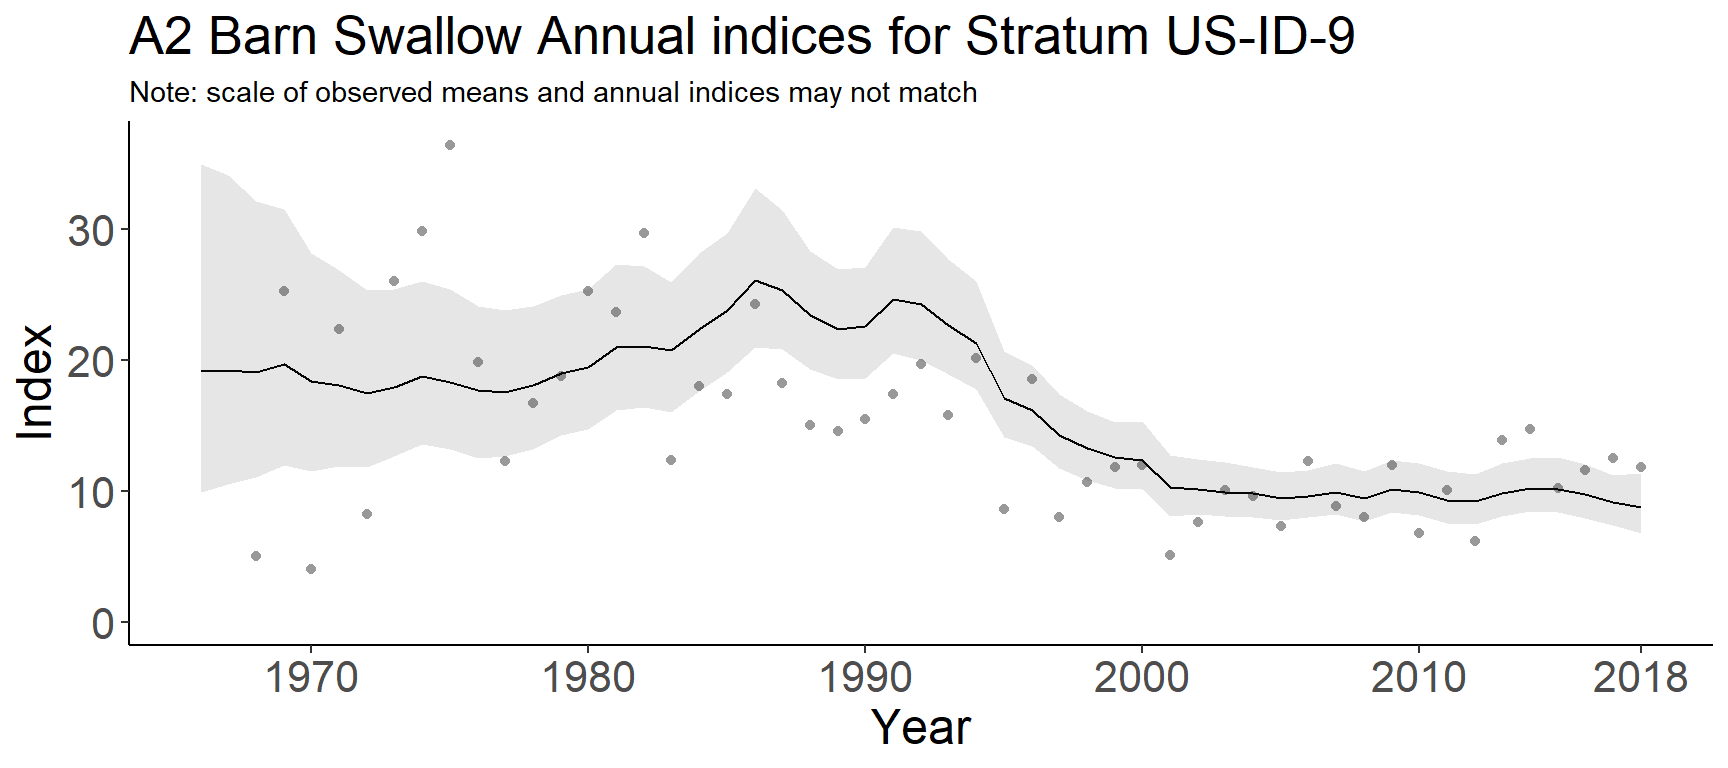 A2 Barn Swallow Annual indices for Stratum US-ID-9
Note: scale of observed means and annual indices may not match
Index
30
20
10
0
1970 1980 1990 2000 2010 2018
Year